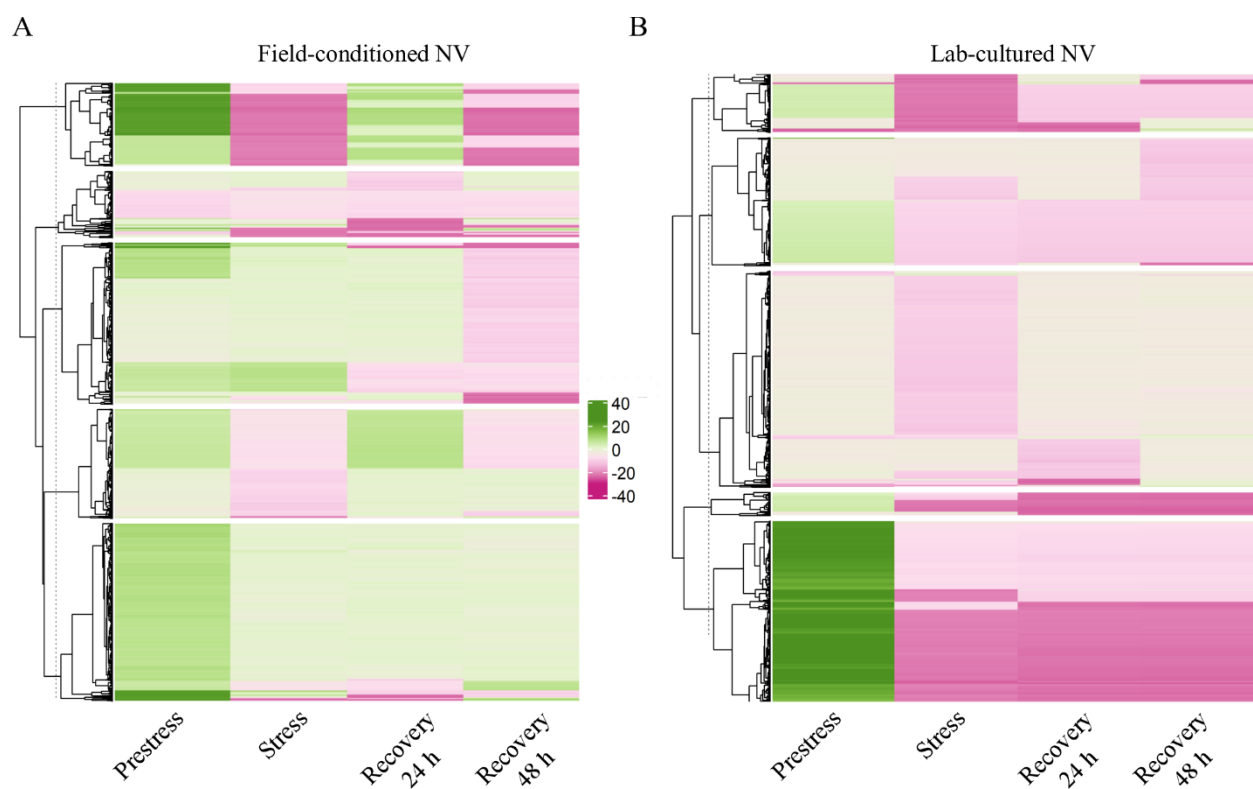 A
B
Field-conditioned NV
Lab-cultured NV
40
20
0
-20
-40
Prestress
Stress
Recovery
24 h
Recovery
48 h
Prestress
Stress
Recovery
24 h
Recovery
48 h